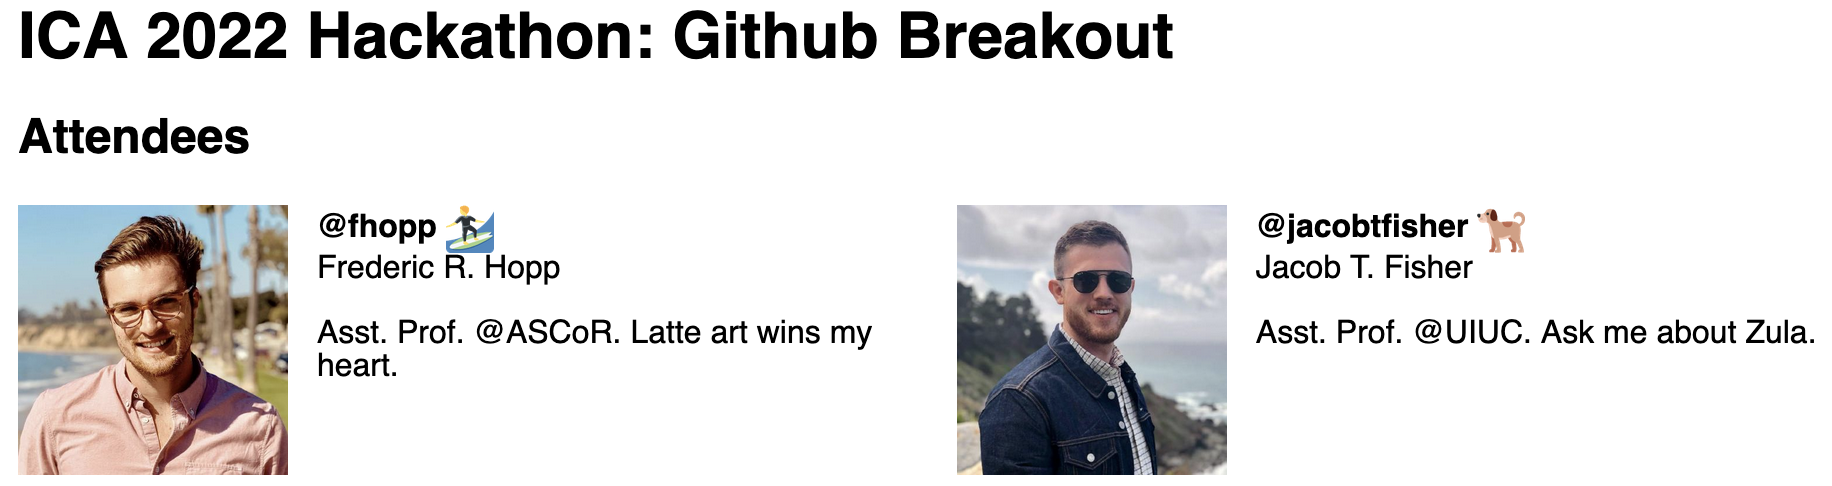 ICA 2022 Hackathon: Github Breakout
Attendees
@fhopp 🏄
Frederic R. Hopp
Asst. Prof. @ASCoR. Latte art wins my
heart.
@jacobtfisher 🐕
Jacob T. Fisher
Asst. Prof. @UIUC. Ask me about Zula.